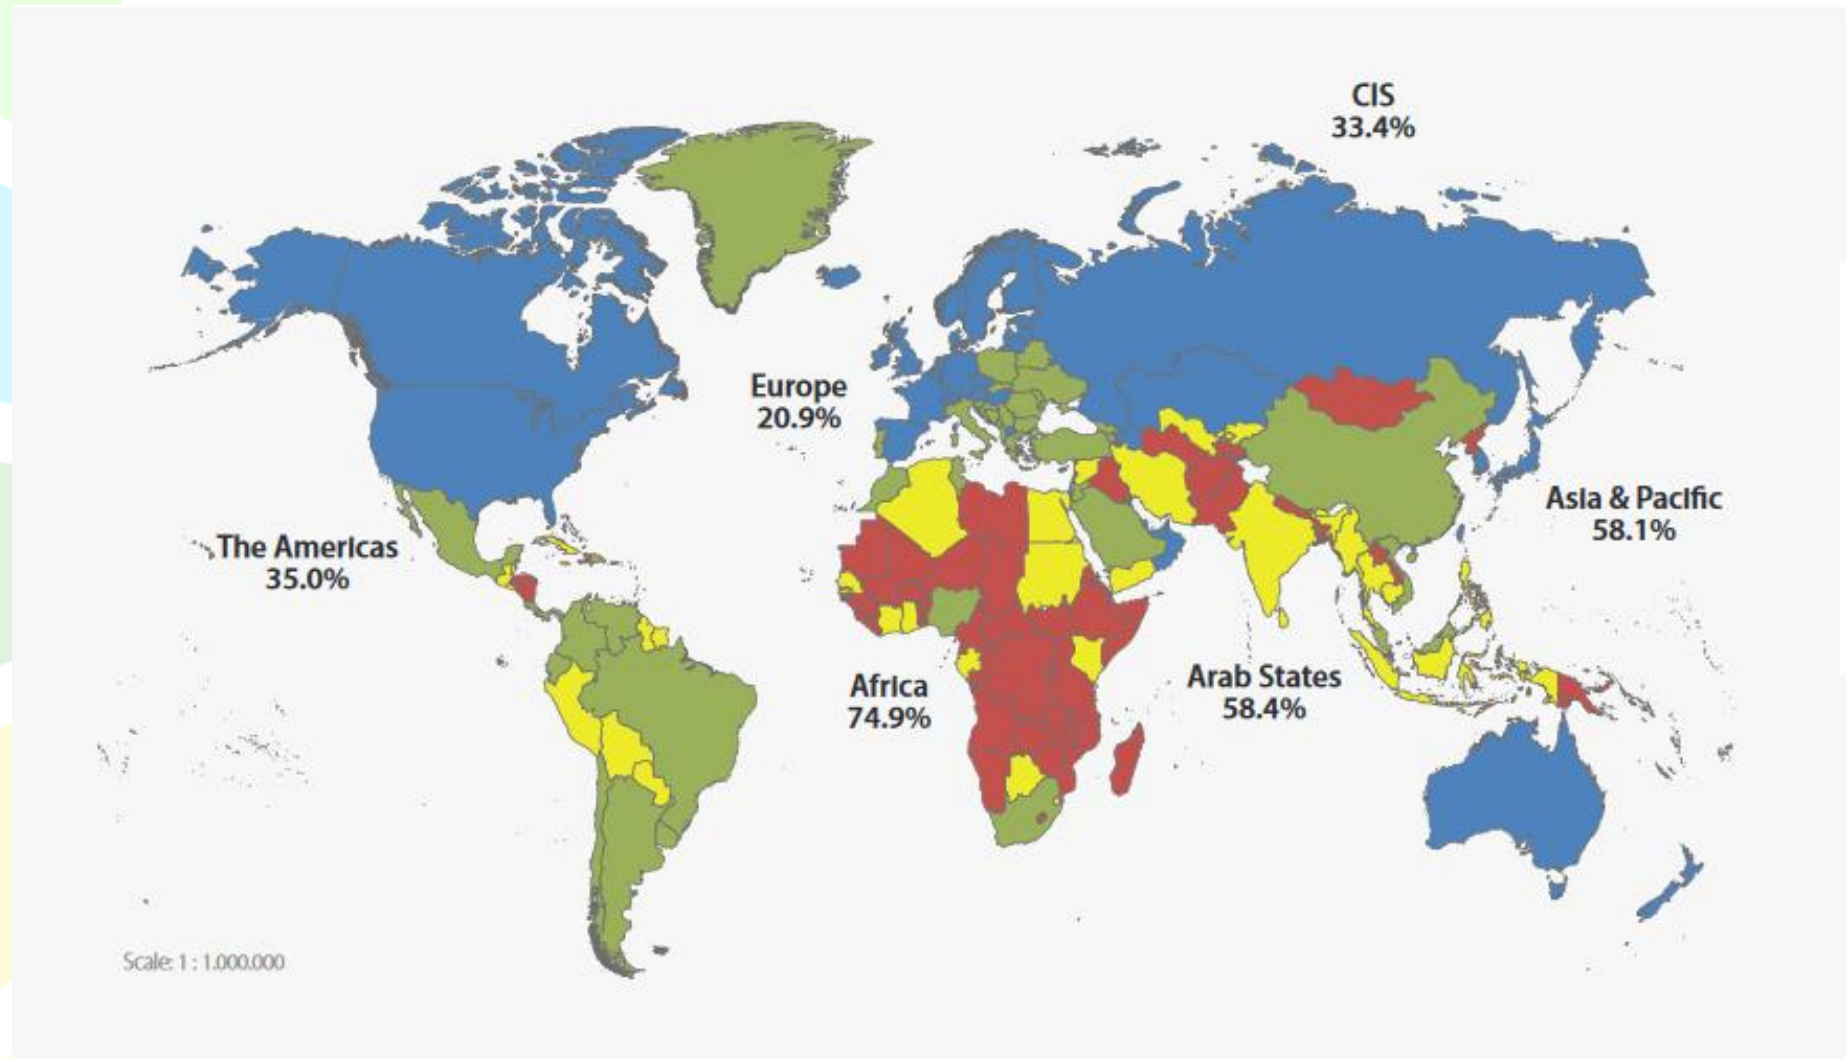 CIS
33.4%
Europe
20.9%
Asia & Pacific
58.1%
The Americas
35.0%
Africa
74.9%
Arab States
58.4%
Scale: 1 : 1.000.000